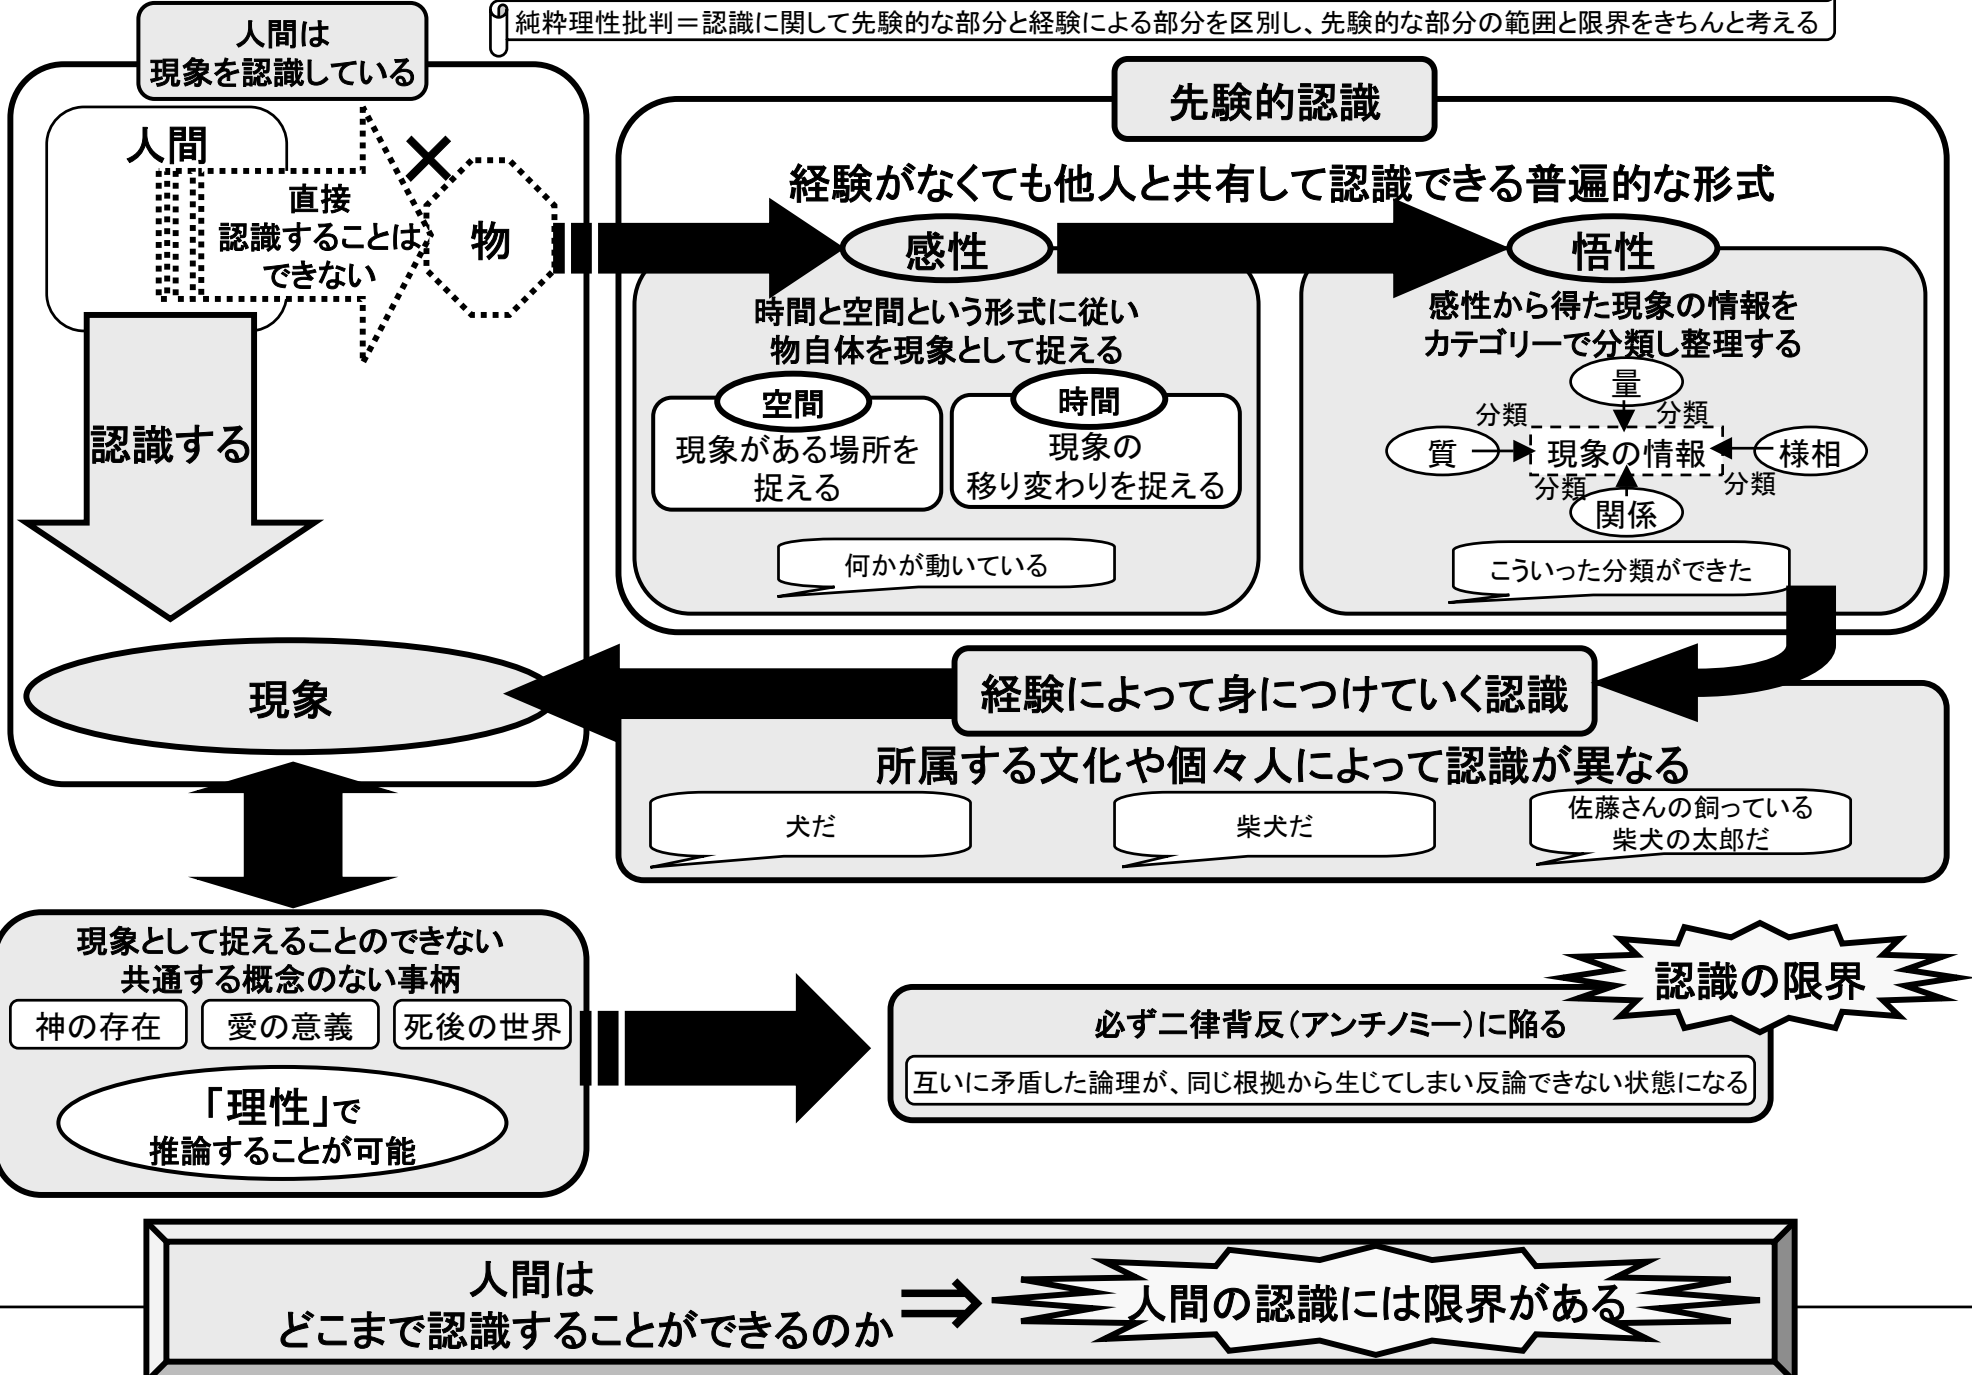 純粋理性批判＝認識に関して先験的な部分と経験による部分を区別し、先験的な部分の範囲と限界をきちんと考える
人間は
現象を認識している
人間
直接
認識することは
できない
物
認識する
現象
先験的認識
経験がなくても他人と共有して認識できる普遍的な形式
感性
時間と空間という形式に従い
物自体を現象として捉える
空間
現象がある場所を
捉える
時間
現象の
移り変わりを捉える
何かが動いている
悟性
感性から得た現象の情報を
カテゴリーで分類し整理する
量
分類
分類
質
現象の情報
様相
分類
分類
関係
こういった分類ができた
経験によって身につけていく認識
所属する文化や個々人によって認識が異なる
犬だ
柴犬だ
佐藤さんの飼っている
柴犬の太郎だ
現象として捉えることのできない
共通する概念のない事柄
神の存在
愛の意義
死後の世界
「理性」で
推論することが可能
認識の限界
必ず二律背反（アンチノミー）に陥る
互いに矛盾した論理が、同じ根拠から生じてしまい反論できない状態になる
人間は
どこまで認識することができるのか
⇒
人間の認識には限界がある